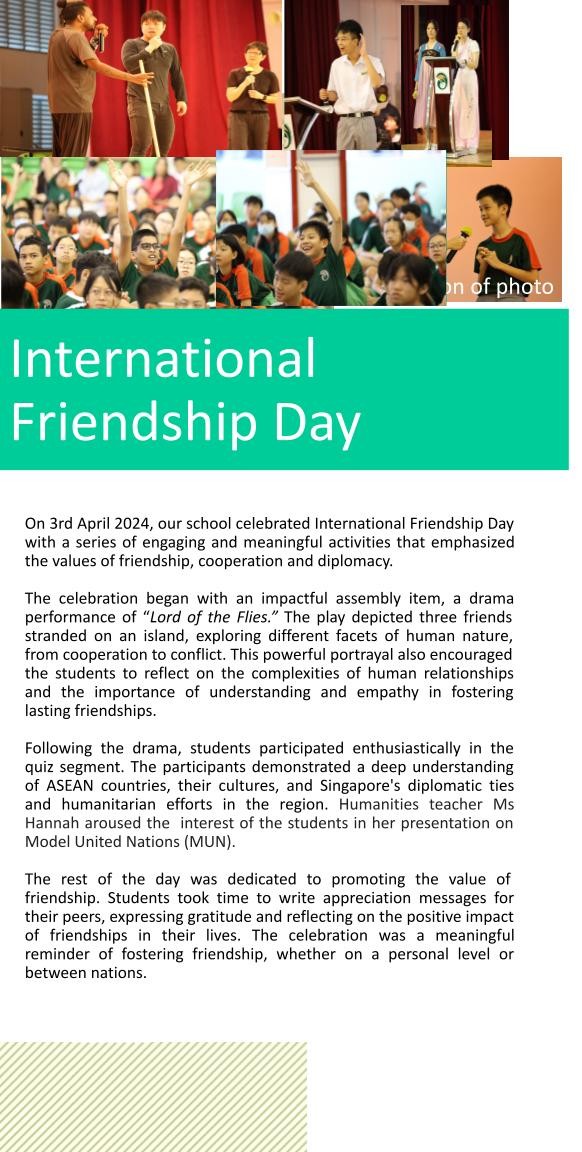 on of photo
International
Friendship Day
On 3rd April 2024, our school celebrated International Friendship Day
with a series of engaging and meaningful activities that emphasized
the values of friendship, cooperation and diplomacy.
The celebration began with an impactful assembly item, a drama
performance of “Lord of the Flies.” The play depicted three friends
stranded on an island, exploring different facets of human nature,
from cooperation to conflict. This powerful portrayal also encouraged
the students to reflect on the complexities of human relationships
and the importance of understanding and empathy in fostering
lasting friendships.
Following the drama, students participated enthusiastically in the
quiz segment. The participants demonstrated a deep understanding
of ASEAN countries, their cultures, and Singapore's diplomatic ties
and humanitarian efforts in the region. Humanities teacher Ms
Hannah aroused the  interest of the students in her presentation on
Model United Nations (MUN).
The rest of the day was dedicated to promoting the value of
friendship. Students took time to write appreciation messages for
their peers, expressing gratitude and reflecting on the positive impact
of friendships in their lives. The celebration was a meaningful
reminder of fostering friendship, whether on a personal level or
between nations.